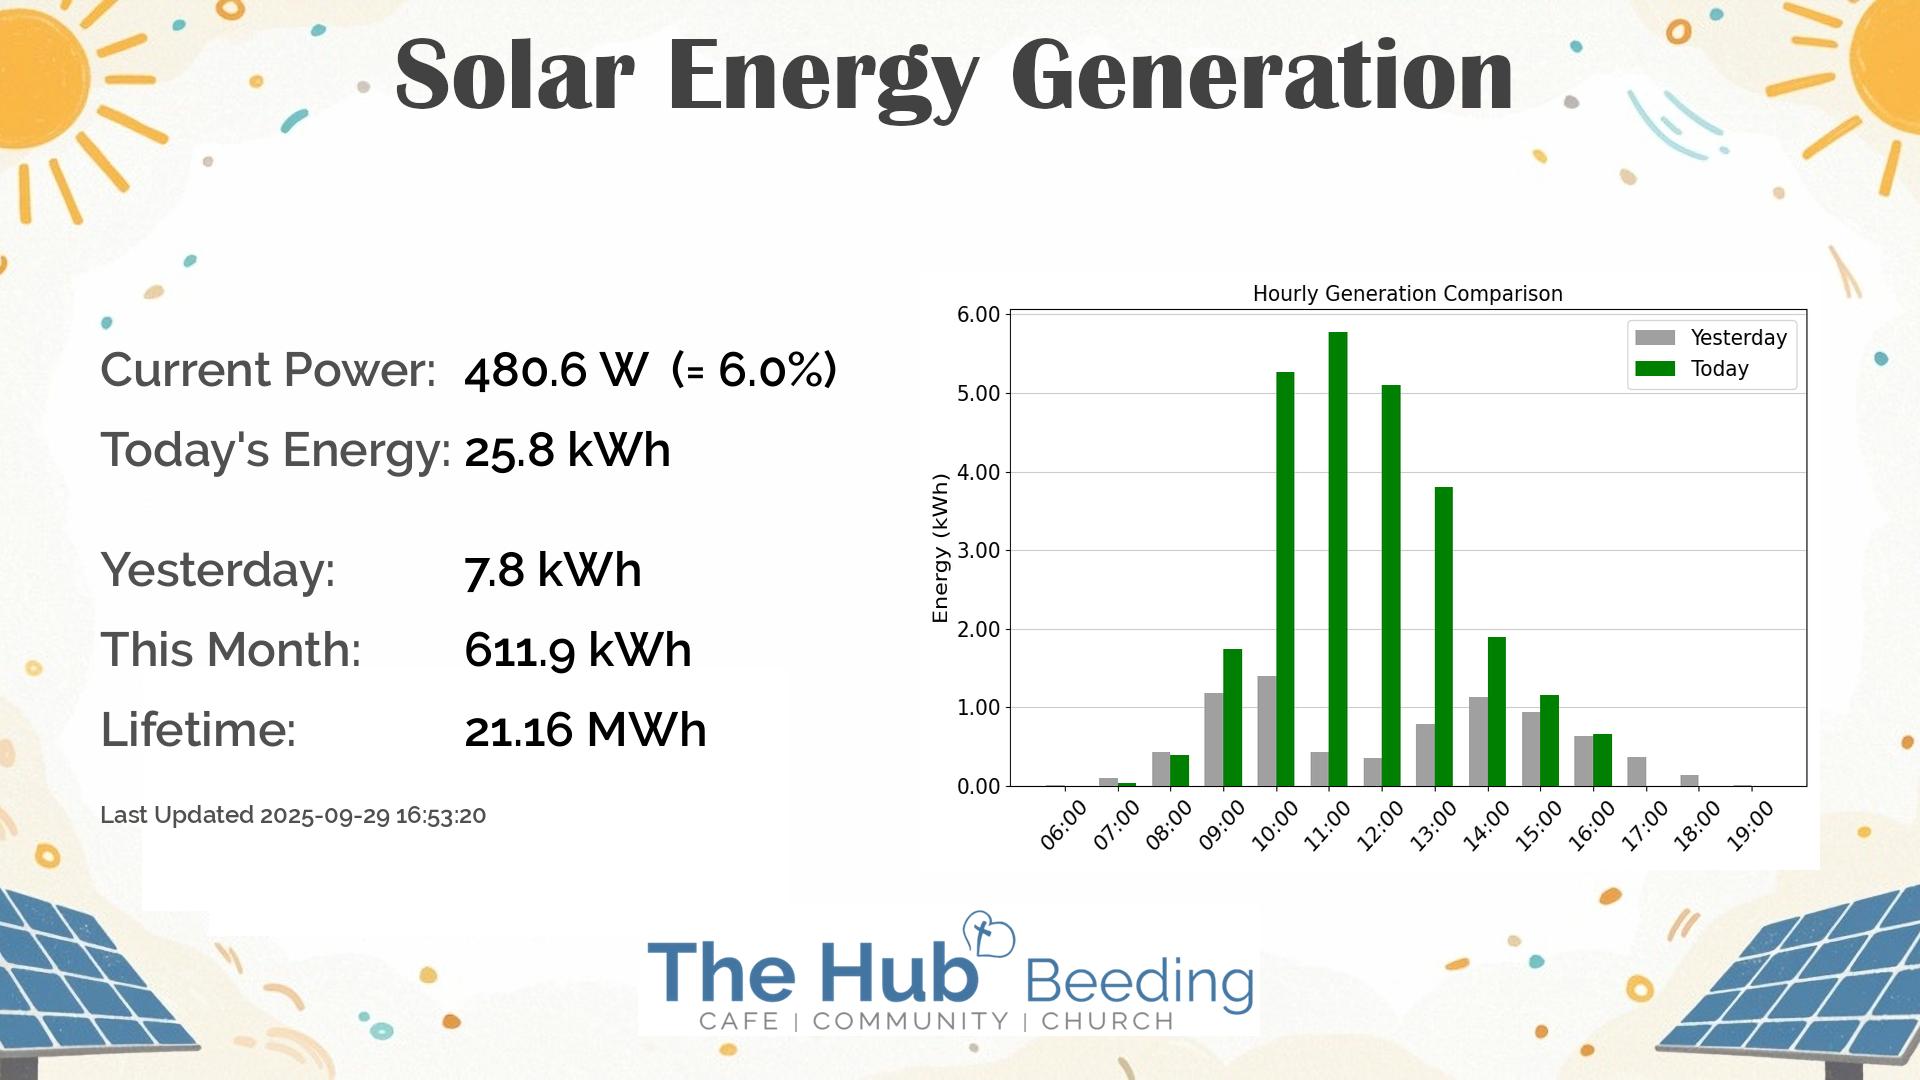 Solar Energy Generation
Current Power: 480.6 W (= 6.0%)
Today's Energy: 25.8 kWh
Yesterday: 7.8 kWh
This Month: 611.9 kWh
Lifetime: 21.16 MWh
Last Updated 2025-09-29 16:53:20
Hourly Generation Comparison
Yesterday
Today
Energy (kWh)
6.00
5.00
4.00
3.00
2.00
1.00
0.00
06:00 07:00 08:00 09:00 10:00 11:00 12:00 13:00 14:00 15:00 16:00 17:00 18:00 19:00
The Hub Beeding
CAFE | COMMUNITY | CHURCH